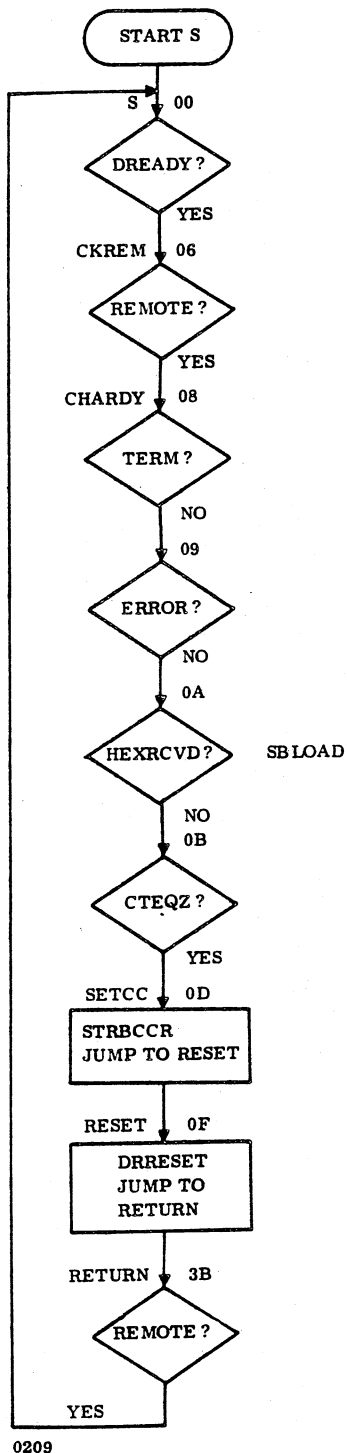 START S
S 00
DREADY?
YES
CKREM 06
REMOTE?
YES
CHARDY 08
TERM?
NO
09
ERROR?
NO
0A
HEXRCVD? SBLOAD
NO
0B
CTEQZ?
YES
SETCC 0D
STRBCCR
JUMP TO RESET
RESET 0F
DRRESET
JUMP TO
RETURN
RETURN 3B
REMOTE?
YES
0209